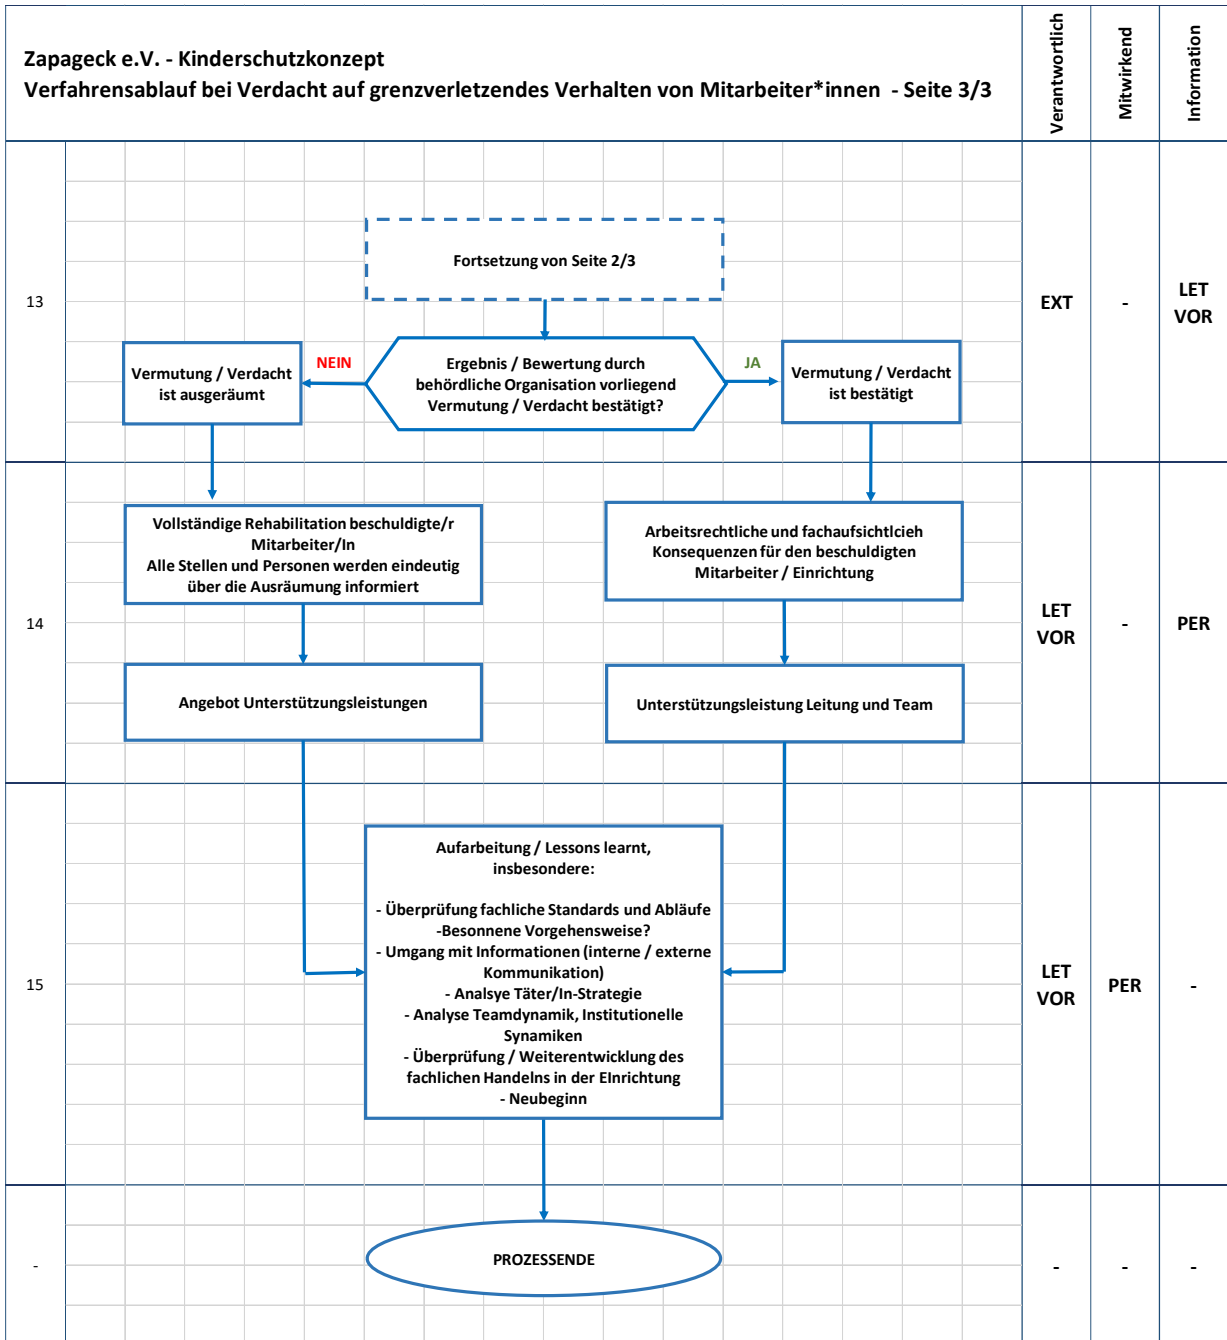 Zapageck e.V. - Kinderschutzkonzept
Verfahrensablauf bei Verdacht auf grenzverletzendes Verhalten von Mitarbeiter*innen - Seite 3/3
Verantwortlich
Mitwirkend
Information
Fortsetzung von Seite 2/3
13
EXT
-
LET
VOR
Ergebnis / Bewertung durch
behördliche Organisation vorliegend
Vermutung / Verdacht bestätigt?
NEIN
JA
Vermutung / Verdacht
ist ausgeräumt
Vermutung / Verdacht
ist bestätigt
Vollständige Rehabilitation beschuldigte/r
Mitarbeiter/In
Alle Stellen und Personen werden eindeutig
über die Ausräumung informiert
Arbeitsrechtliche und fachaufsichtlcieh
Konsequenzen für den beschuldigten
Mitarbeiter / Einrichtung
14
LET
VOR
-
PER
Angebot Unterstützungsleistungen
Unterstützungsleistung Leitung und Team
Aufarbeitung / Lessons learnt,
insbesondere:
- Überprüfung fachliche Standards und Abläufe
-Besonnene Vorgehensweise?
- Umgang mit Informationen (interne / externe
Kommunikation)
- Analsye Täter/In-Strategie
- Analyse Teamdynamik, Institutionelle
Synamiken
- Überprüfung / Weiterentwicklung des
fachlichen Handelns in der EInrichtung
- Neubeginn
15
LET
VOR
PER
-
PROZESSENDE
-
-
-
-